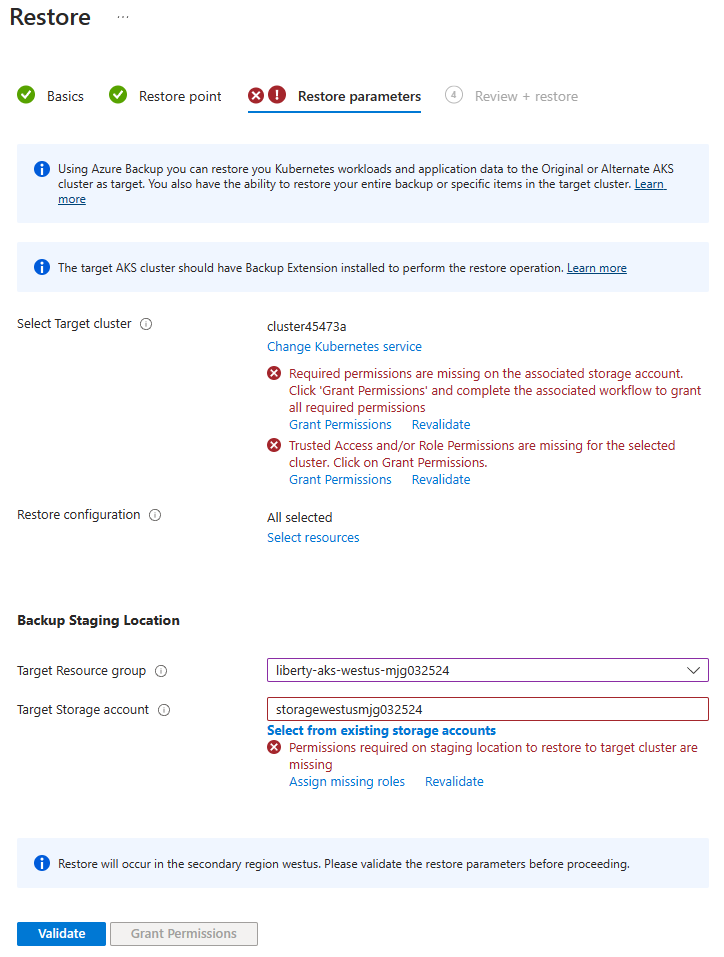 Restore ...
Basics
Restore point
Restore parameters
4 Review + restore
Using Azure Backup you can restore you Kubernetes workloads and application data to the Original or Alternate AKS
cluster as target. You also have the ability to restore your entire backup or specific items in the target cluster. Learn
more
The target AKS cluster should have Backup Extension installed to perform the restore operation. Learn more
Select Target cluster
cluster45473a
Change Kubernetes service
Required permissions are missing on the associated storage account.
Click 'Grant Permissions' and complete the associated workflow to grant
all required permissions
Grant Permissions Revalidate
Trusted Access and/or Role Permissions are missing for the selected
cluster. Click on Grant Permissions.
Grant Permissions Revalidate
Restore configuration
All selected
Select resources
Backup Staging Location
Target Resource group
liberty-aks-westus-mjg032524
Target Storage account
storagewestusmjg032524
Select from existing storage accounts
Permissions required on staging location to restore to target cluster are
missing
Assign missing roles Revalidate
Restore will occur in the secondary region westus. Please validate the restore parameters before proceeding.
Validate
Grant Permissions